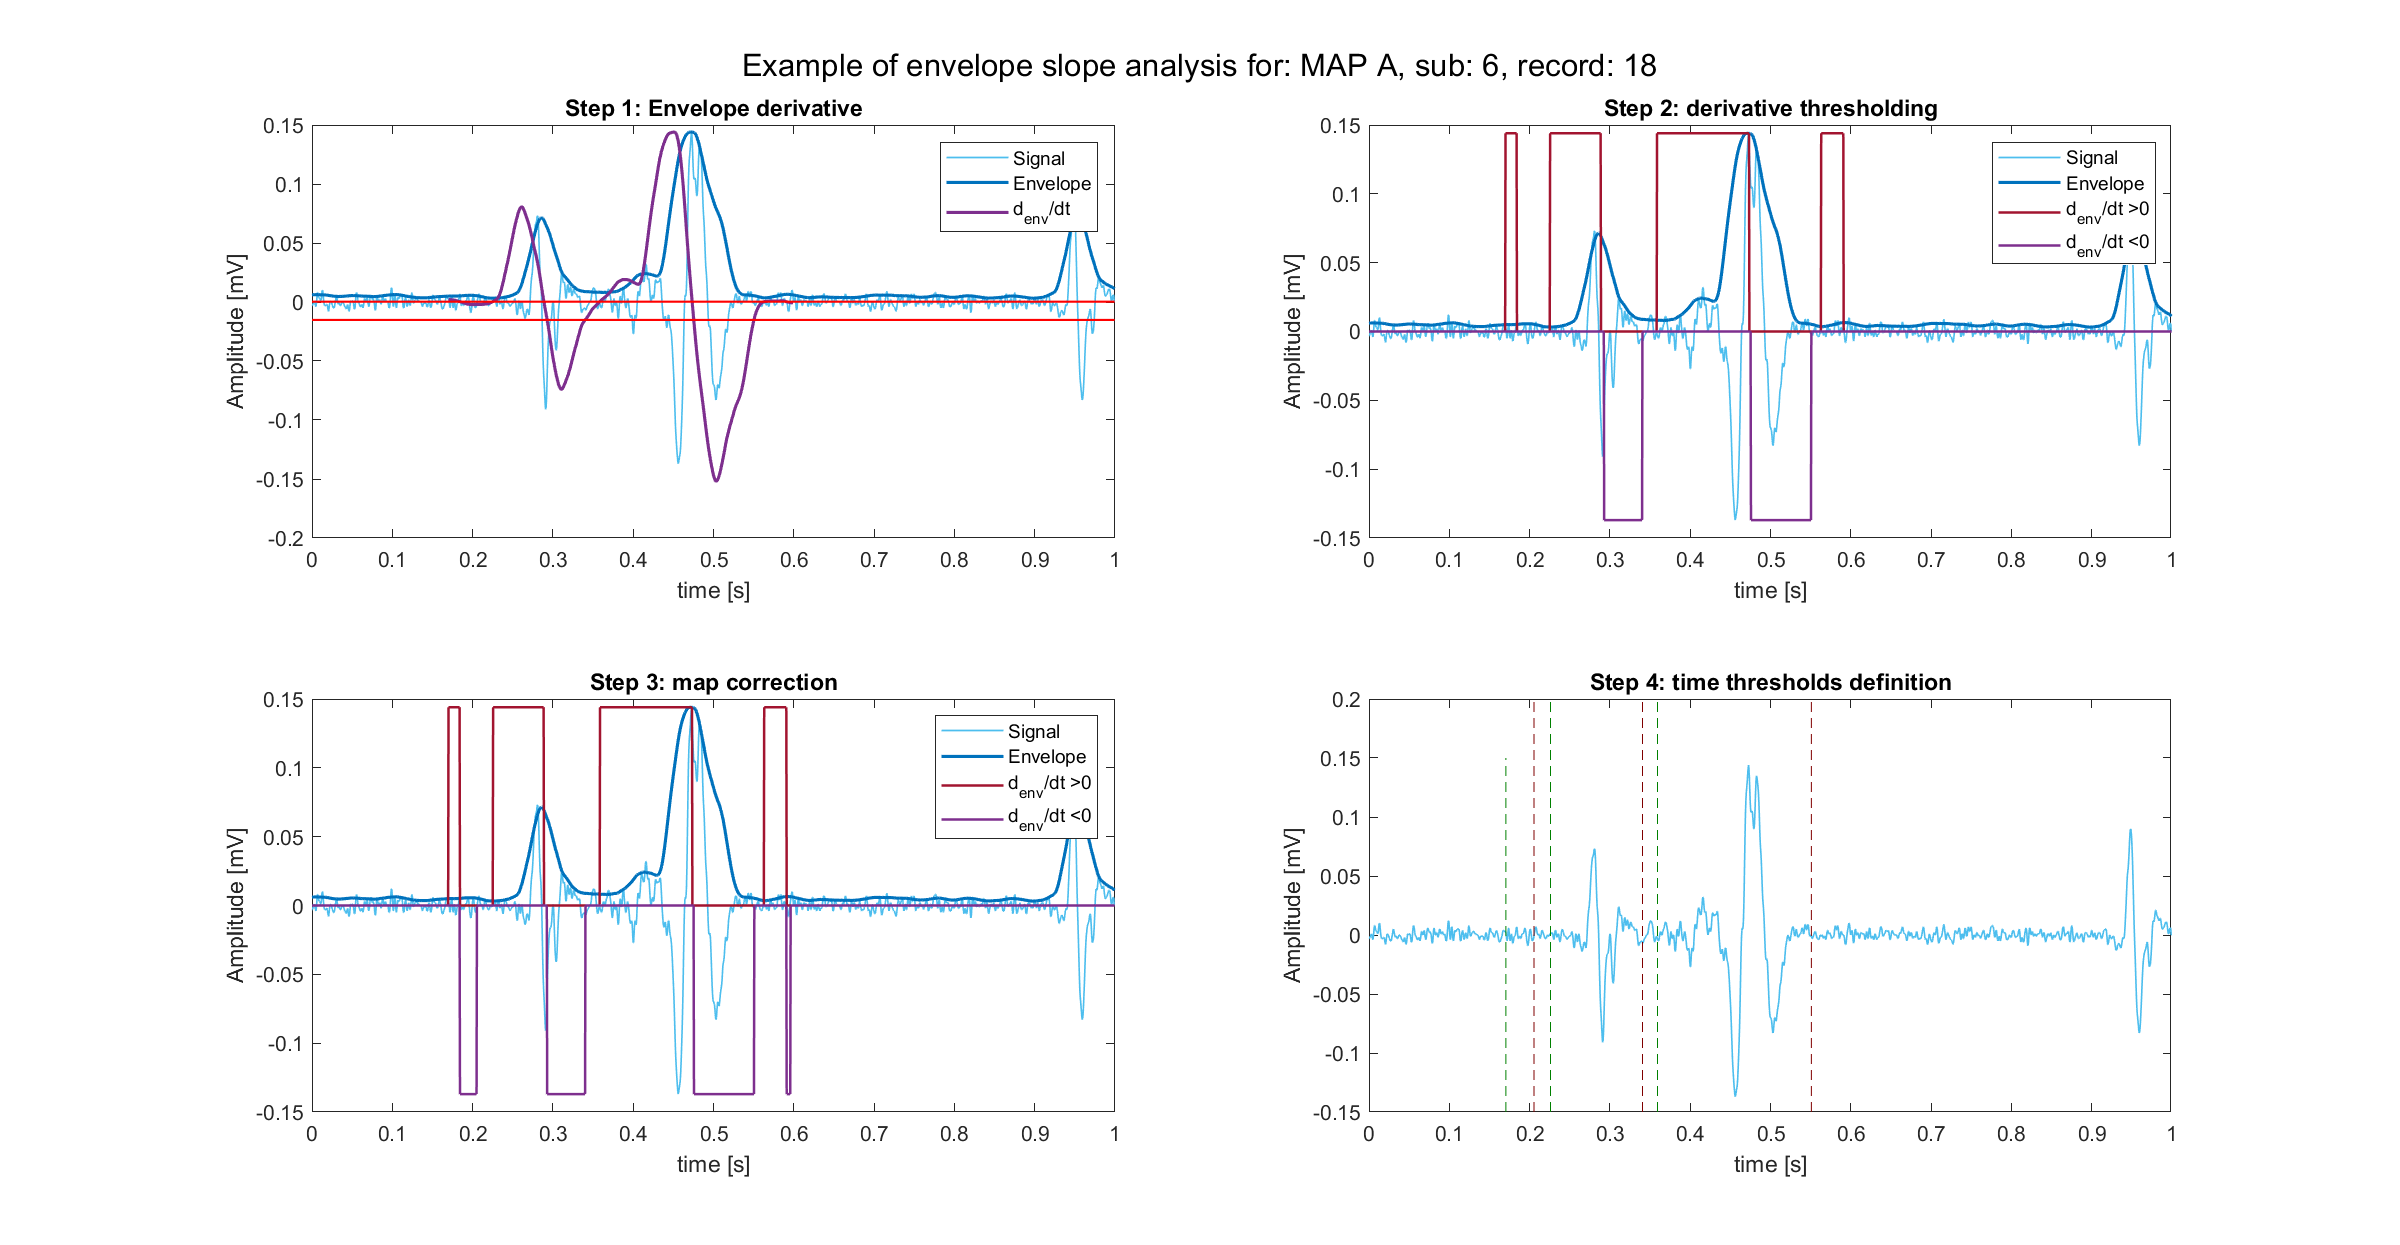 Example of envelope slope analysis for: MAP A, sub: 6, record: 18
Step 1: Envelope derivative
0.15
0.1
0.05
0
-0.05
-0.1
-0.15
-0.2
Amplitude [mV]
0 0.1 0.2 0.3 0.4 0.5 0.6 0.7 0.8 0.9 1
time [s]
Signal
Envelope
d_env/dt
Step 2: derivative thresholding
0.15
0.1
0.05
0
-0.05
-0.1
-0.15
Amplitude [mV]
0 0.1 0.2 0.3 0.4 0.5 0.6 0.7 0.8 0.9 1
time [s]
Signal
Envelope
d_env/dt >0
d_env/dt <0
Step 3: map correction
0.15
0.1
0.05
0
-0.05
-0.1
-0.15
Amplitude [mV]
0 0.1 0.2 0.3 0.4 0.5 0.6 0.7 0.8 0.9 1
time [s]
Signal
Envelope
d_env/dt >0
d_env/dt <0
Step 4: time thresholds definition
0.2
0.15
0.1
0.05
0
-0.05
-0.1
-0.15
Amplitude [mV]
0 0.1 0.2 0.3 0.4 0.5 0.6 0.7 0.8 0.9 1
time [s]